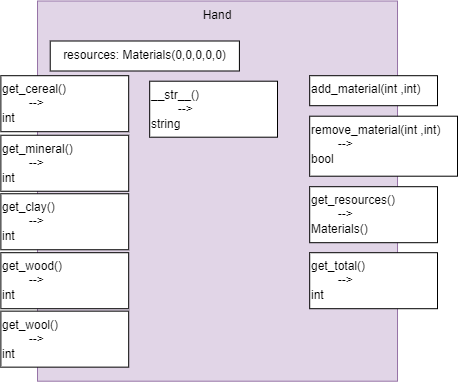 Hand
resources: Materials(0,0,0,0,0)
get_cereal()
-->
int
get_mineral()
-->
int
get_clay()
-->
int
get_wood()
-->
int
get_wool()
-->
int
__str__()
-->
string
add_material(int ,int)
remove_material(int ,int)
-->
bool
get_resources()
-->
Materials()
get_total()
-->
int